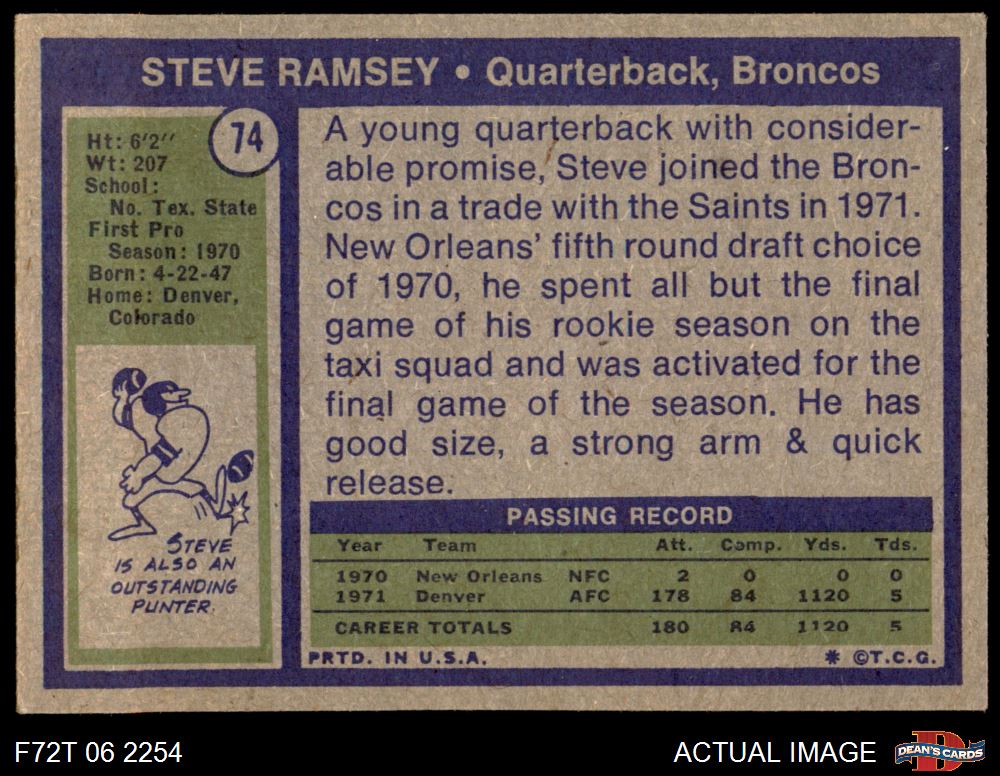 STEVE RAMSEY • Quarterback, Broncos
74
Ht: 6'2''
Wt: 207
School:
No. Tex. State
First Pro
Season: 1970
Born: 4-22-47
Home: Denver,
Colorado
STEVE
IS ALSO AN
OUTSTANDING
PUNTER.
A young quarterback with consider-
able promise, Steve joined the Bron-
cos in a trade with the Saints in 1971.
New Orleans' fifth round draft choice
of 1970, he spent all but the final
game of his rookie season on the
taxi squad and was activated for the
final game of the season. He has
good size, a strong arm & quick
release.
PASSING RECORD
Year Team Att. Comp. Yds. Tds.
1970 New Orleans NFC 2 0 0 0
1971 Denver AFC 178 84 1120 5
CAREER TOTALS 180 84 1120 5
PRTD. IN U.S.A. * ©T.C.G.
F72T 06 2254 ACTUAL IMAGE D DEAN'S CARDS